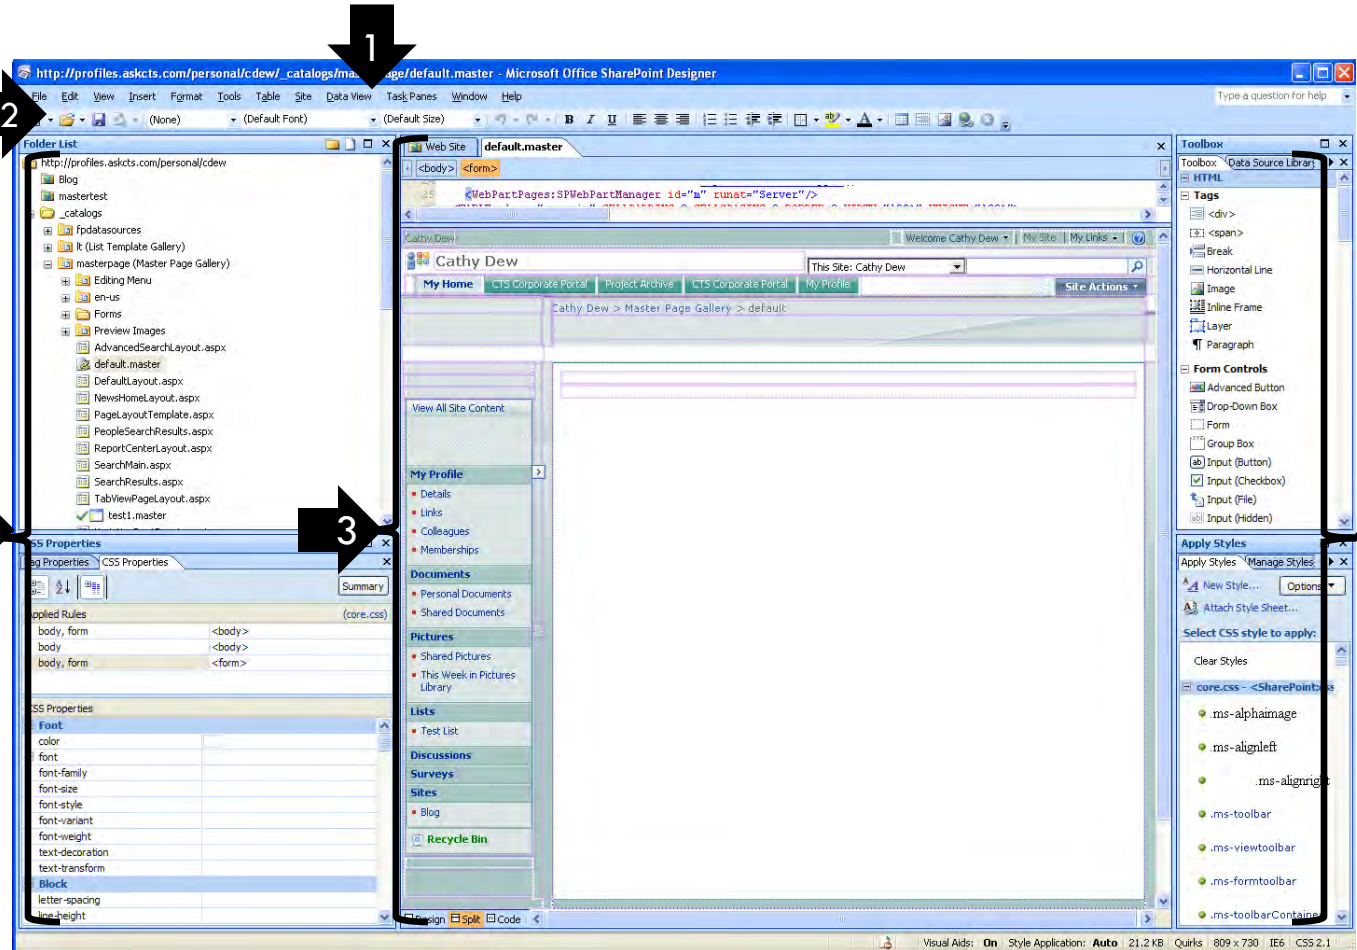 1
http://profiles.askcts.com/personal/cdew/_catalogs/mas age/default.master - Microsoft Office SharePoint Designer
File Edit View Insert Format Tools Table Site Data View Task Panes Window Help
Type a question for help
2
(None) (Default Font) (Default Size) B I U A
Folder List
http://profiles.askcts.com/personal/cdew
Blog
mastertest
_catalogs
fpdatasources
lt (List Template Gallery)
masterpage (Master Page Gallery)
Editing Menu
en-us
Forms
Preview Images
AdvancedSearchLayout.aspx
default.master
DefaultLayout.aspx
NewsHomeLayout.aspx
PageLayoutTemplate.aspx
PeopleSearchResults.aspx
ReportCenterLayout.aspx
SearchMain.aspx
SearchResults.aspx
TabViewPageLayout.aspx
test1.master
CSS Properties
Tag Properties CSS Properties
Summary
Applied Rules (core.css)
body, form <body>
body <body>
body, form <form>
CSS Properties
Font
color
font
font-family
font-size
font-style
font-variant
font-weight
text-decoration
text-transform
Block
letter-spacing
line-height
3
Web Site default.master
<body> <form>
25 <WebPartPages:SPWebPartManager id="m" runat="Server"/>
Cathy Dew
Welcome Cathy Dew My Site My Links
Cathy Dew
This Site: Cathy Dew
My Home CTS Corporate Portal Project Archive CTS Corporate Portal My Profile Site Actions
Cathy Dew > Master Page Gallery > default
View All Site Content
My Profile
Details
Links
Colleagues
Memberships
Documents
Personal Documents
Shared Documents
Pictures
Shared Pictures
This Week in Pictures
Library
Lists
Test List
Discussions
Surveys
Sites
Blog
Recycle Bin
Design Split Code
Toolbox
Toolbox Data Source Library
HTML
Tags
<div>
<span>
Break
Horizontal Line
Image
Inline Frame
Layer
Paragraph
Form Controls
Advanced Button
Drop-Down Box
Form
Group Box
Input (Button)
Input (Checkbox)
Input (File)
Input (Hidden)
Apply Styles
Apply Styles Manage Styles
New Style... Options
Attach Style Sheet...
Select CSS style to apply:
Clear Styles
core.css - <SharePoint:css
.ms-alphaimage
.ms-alignleft
.ms-alignright
.ms-toolbar
.ms-viewtoolbar
.ms-formtoolbar
.ms-toolbarContainer
Visual Aids: On Style Application: Auto 21.2 KB Quirks 809 x 730 IE6 CSS 2.1